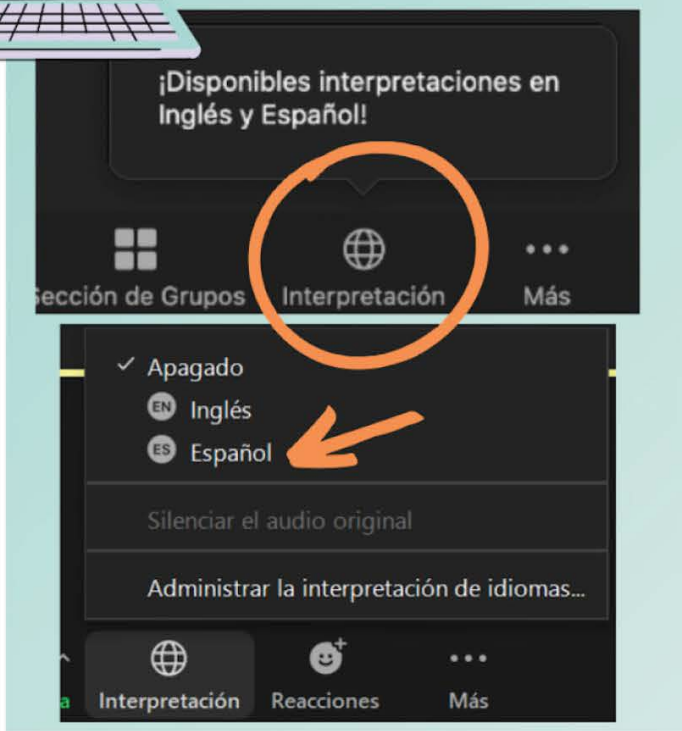 ¡Disponibles interpretaciones en
Inglés y Español!
Sección de Grupos Interpretación Más
Apagado
EN Inglés
ES Español
Silenciar el audio original
Administrar la interpretación de idiomas...
a Interpretación Reacciones Más